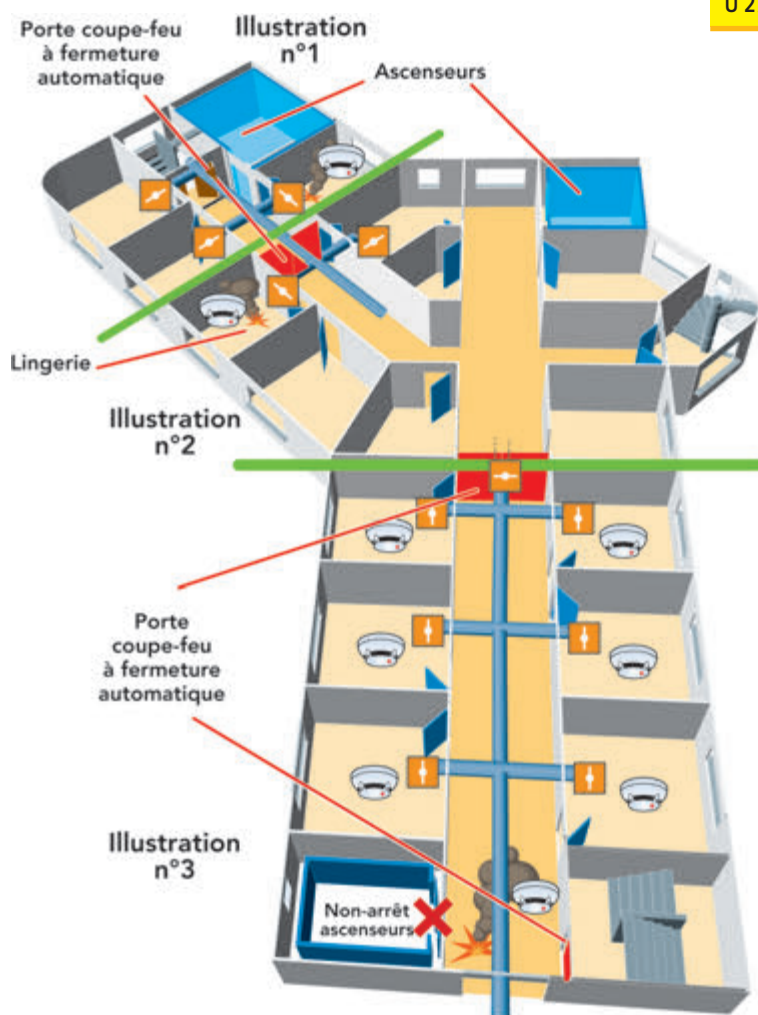 U 2
Porte coupe-feu
à fermeture
automatique
Illustration
n°1
Ascenseurs
Lingerie
Illustration
n°2
Porte
coupe-feu
à fermeture
automatique
Illustration
n°3
Non-arrêt
ascenseurs